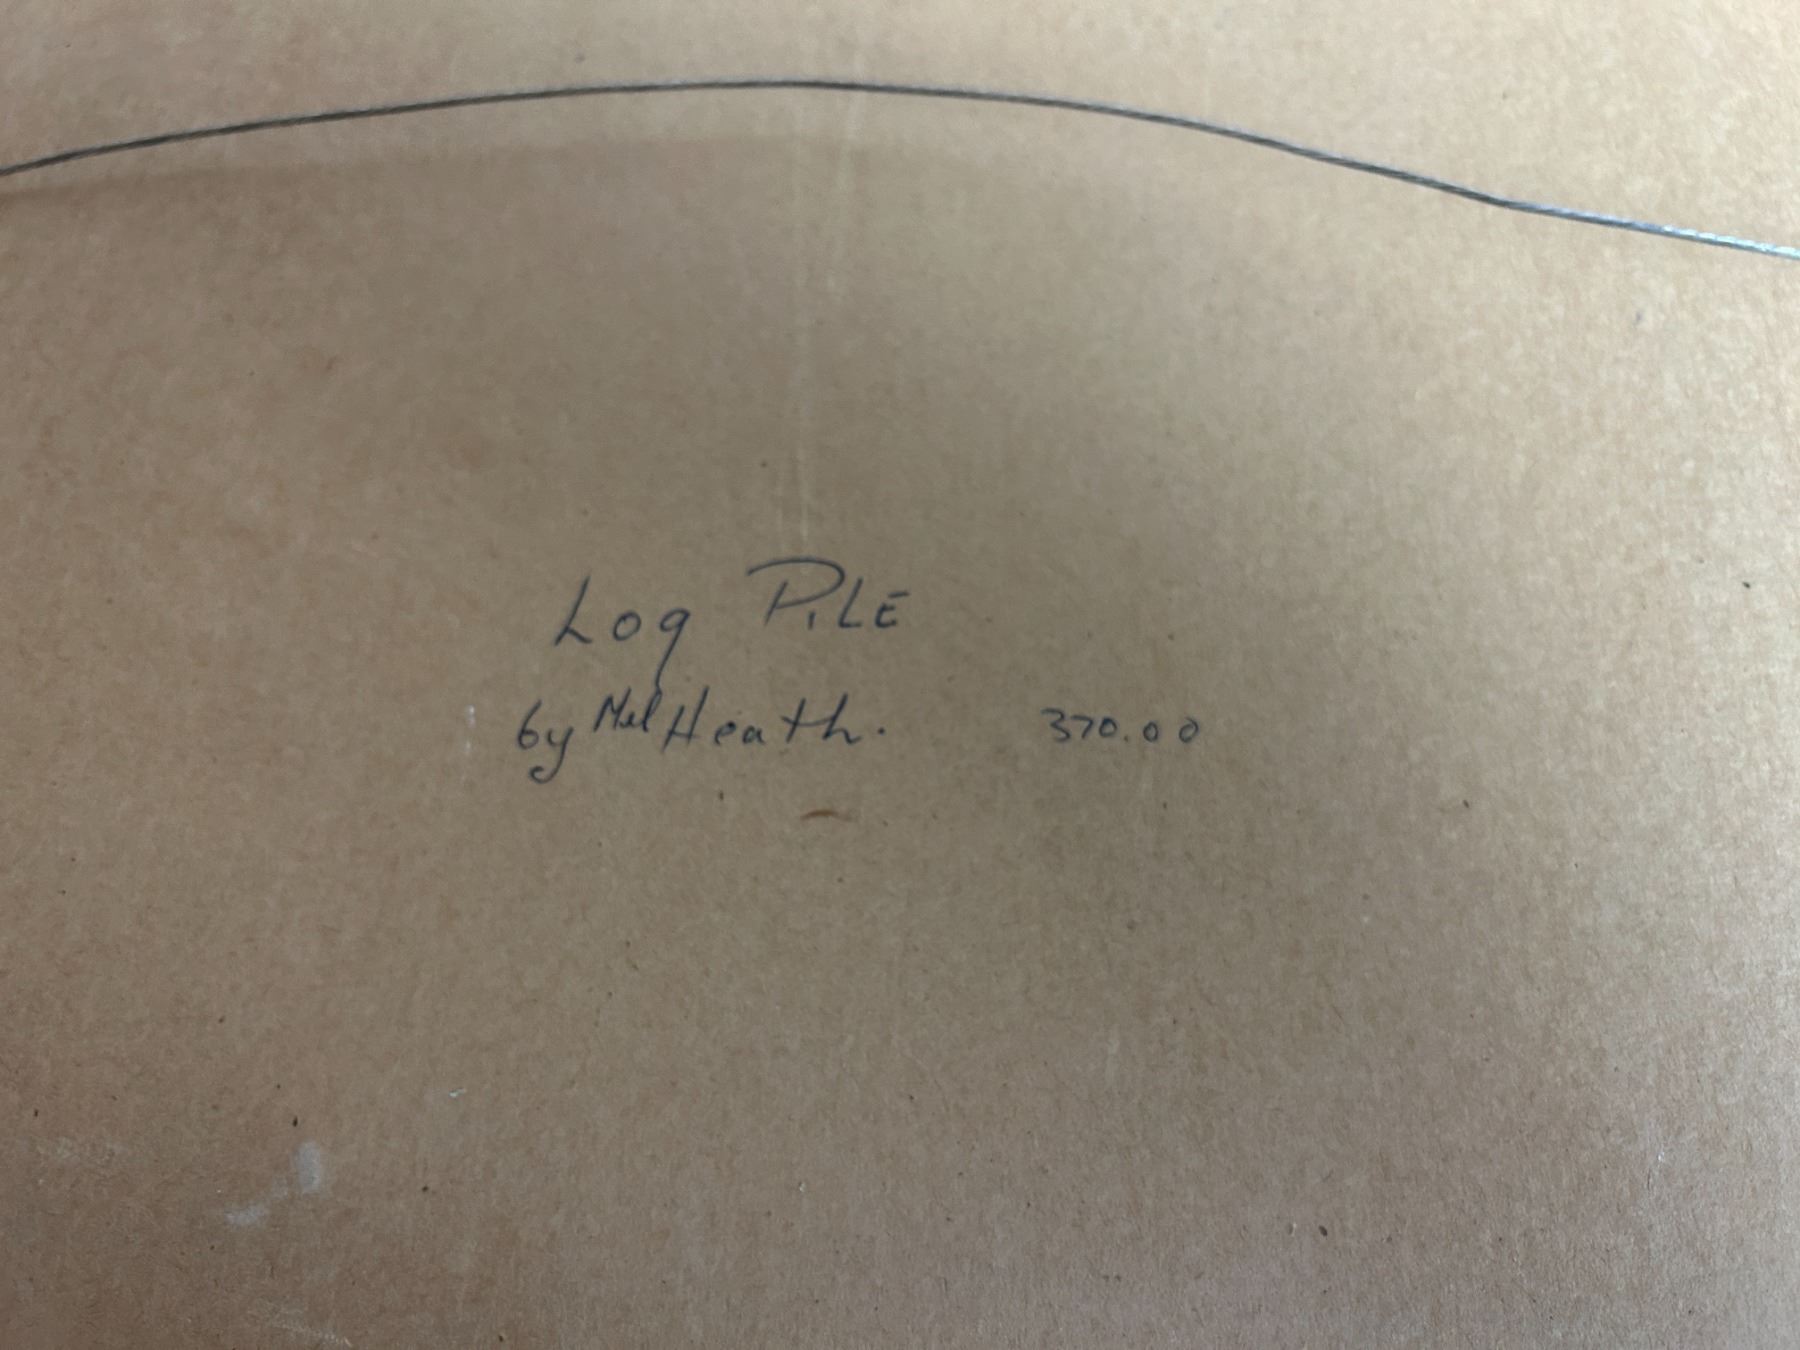 Log PiLE
by Mel Heath. 370.00